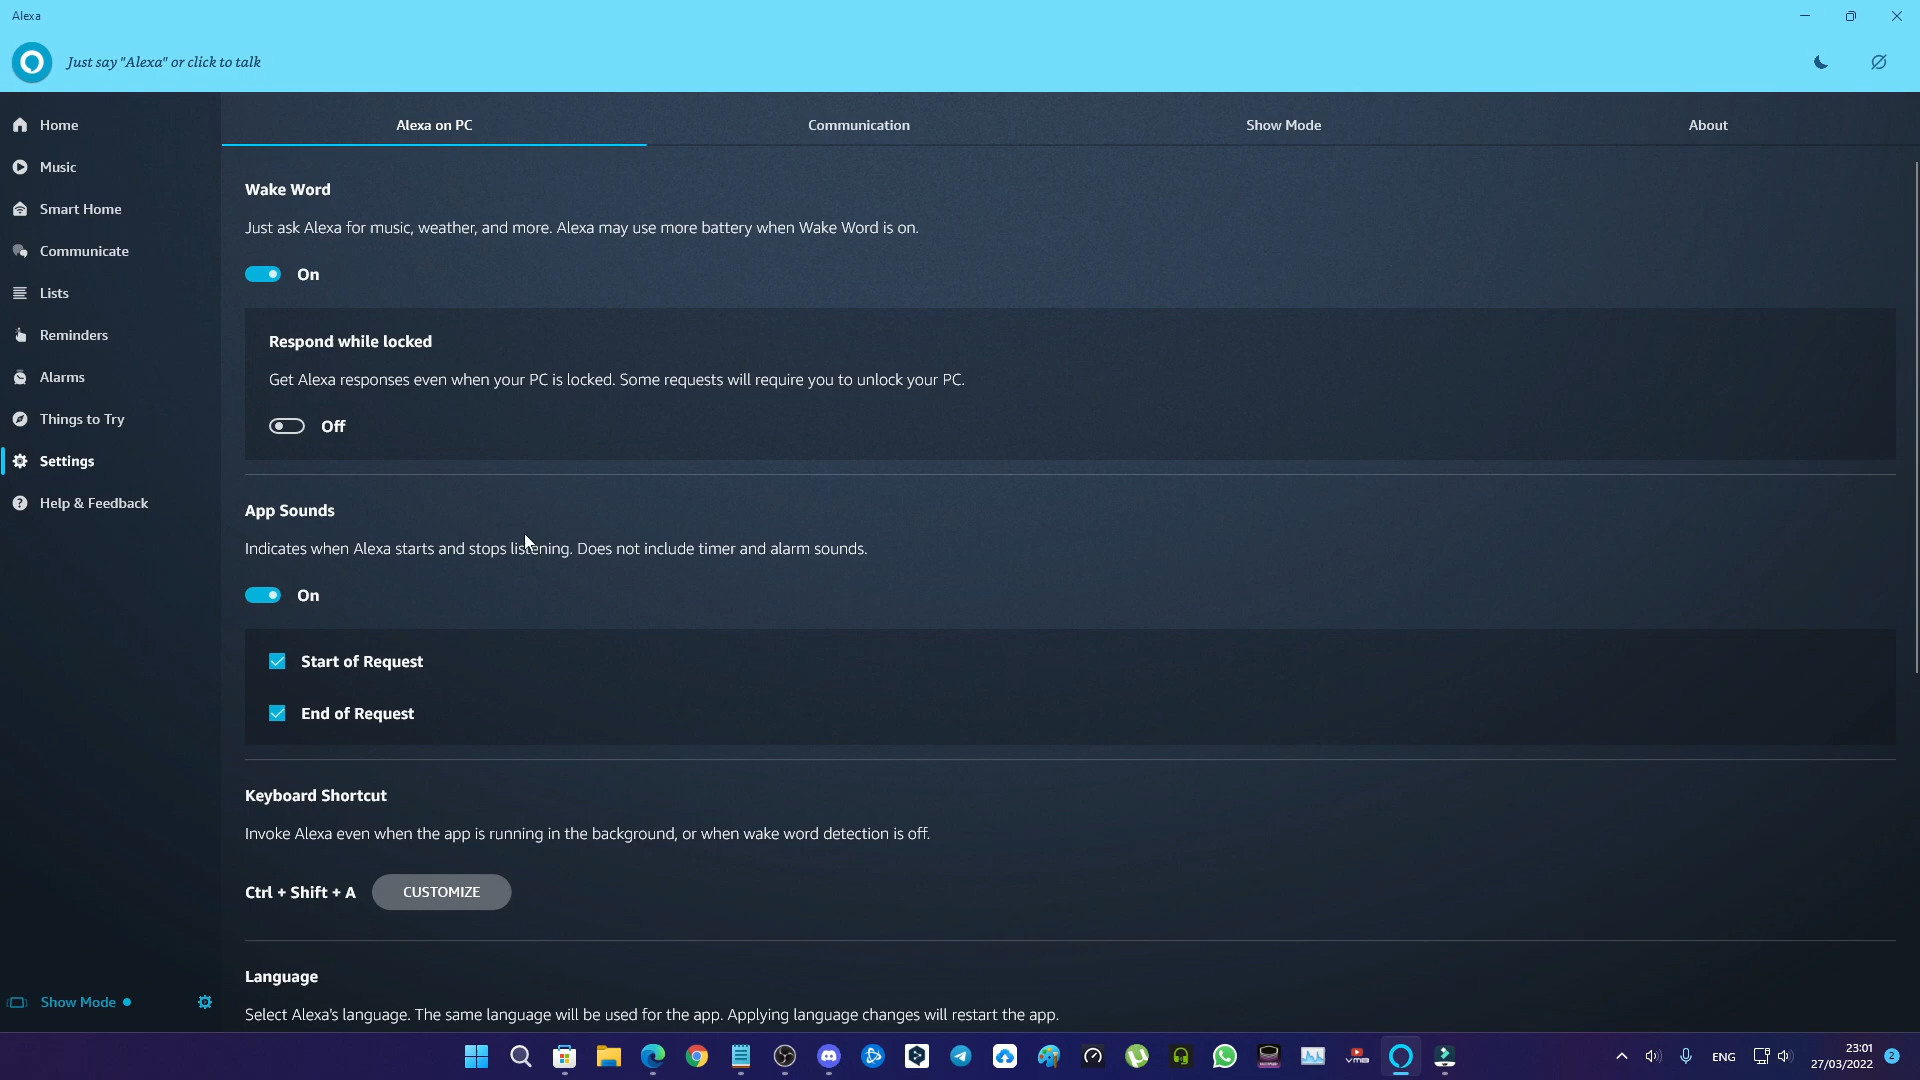 Alexa
Just say "Alexa" or click to talk
Home
Music
Smart Home
Communicate
Lists
Reminders
Alarms
Things to Try
Settings
Help & Feedback
Show Mode
Alexa on PC
Communication
Show Mode
About
Wake Word
Just ask Alexa for music, weather, and more. Alexa may use more battery when Wake Word is on.
On
Respond while locked
Get Alexa responses even when your PC is locked. Some requests will require you to unlock your PC.
Off
App Sounds
Indicates when Alexa starts and stops listening. Does not include timer and alarm sounds.
On
Start of Request
End of Request
Keyboard Shortcut
Invoke Alexa even when the app is running in the background, or when wake word detection is off.
Ctrl + Shift + A
CUSTOMIZE
Language
Select Alexa's language. The same language will be used for the app. Applying language changes will restart the app.
ENG
23:01
27/03/2022
2